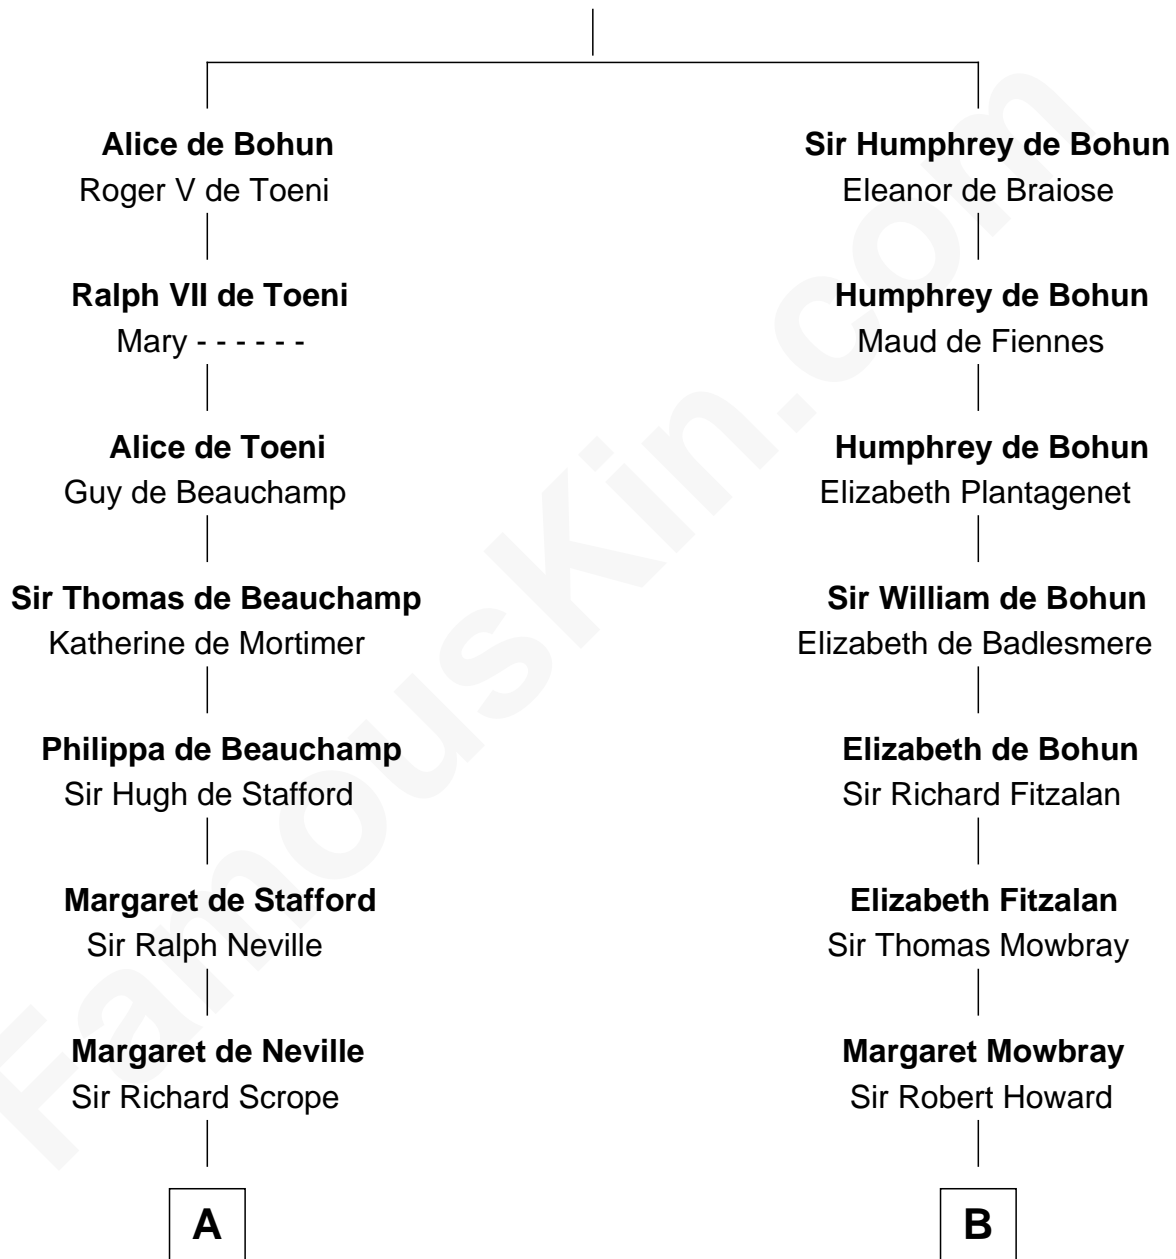 Alice de Bohun
Roger V de Toeni
Ralph VII de Toeni
Mary - - - - - -
Alice de Toeni
Guy de Beauchamp
Sir Thomas de Beauchamp
Katherine de Mortimer
Philippa de Beauchamp
Sir Hugh de Stafford
Margaret de Stafford
Sir Ralph Neville
Margaret de Neville
Sir Richard Scrope
A
Sir Humphrey de Bohun
Eleanor de Braiose
Humphrey de Bohun
Maud de Fiennes
Humphrey de Bohun
Elizabeth Plantagenet
Sir William de Bohun
Elizabeth de Badlesmere
Elizabeth de Bohun
Sir Richard Fitzalan
Elizabeth Fitzalan
Sir Thomas Mowbray
Margaret Mowbray
Sir Robert Howard
B
FamousKin.com